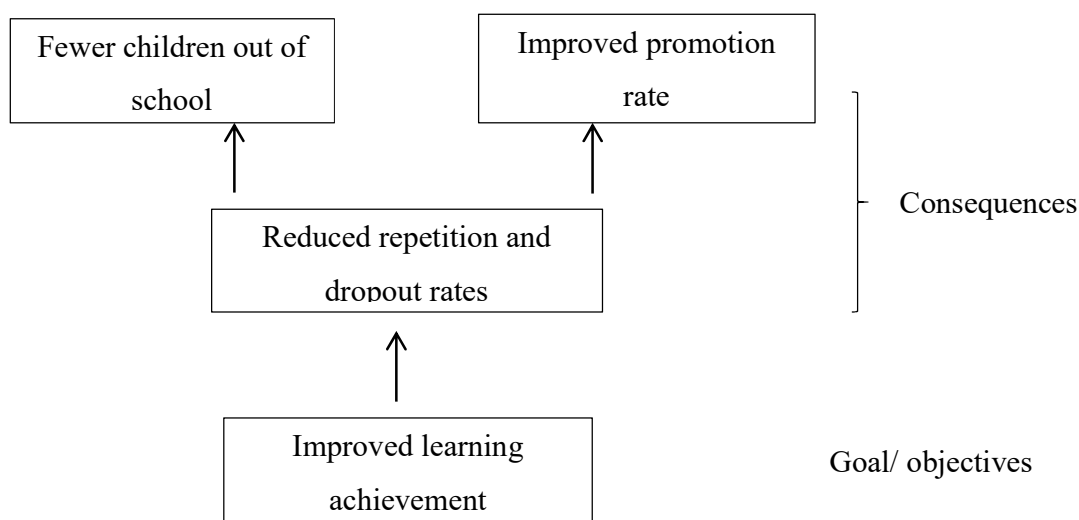 Fewer children out of
school
Improved promotion
rate
Consequences
Reduced repetition and
dropout rates
Improved learning
achievement
Goal/ objectives